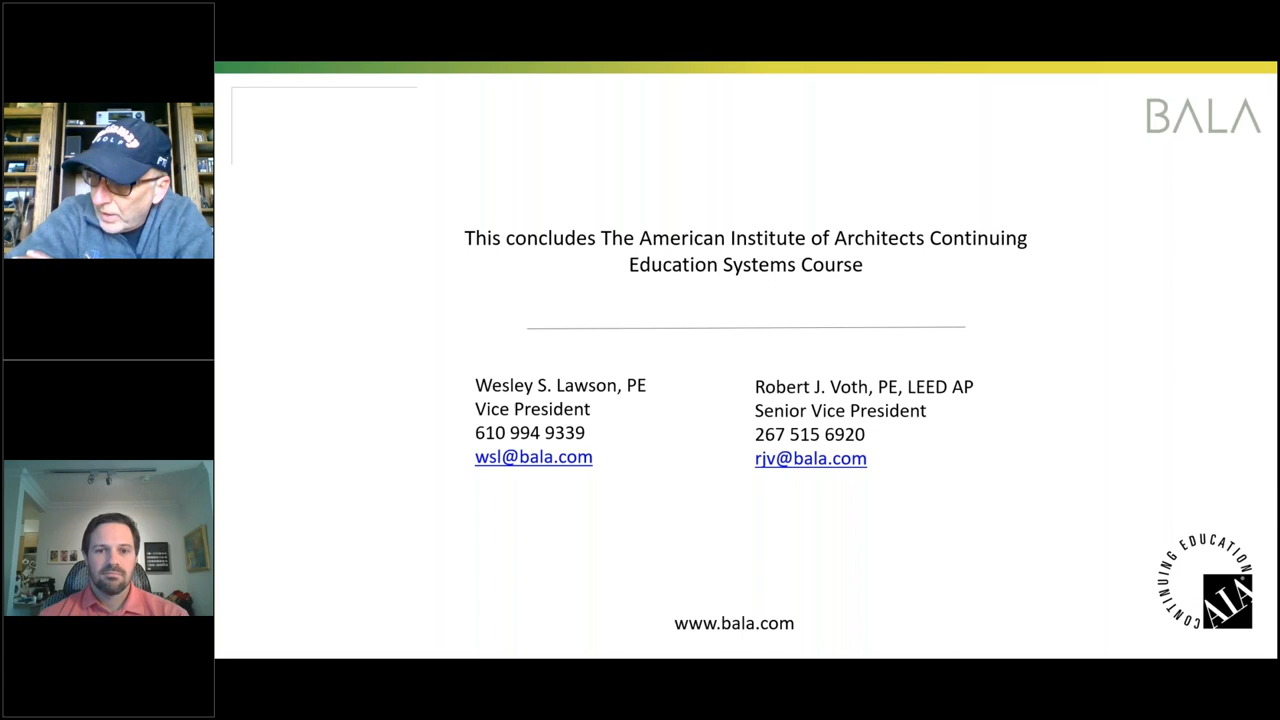 BALA
This concludes The American Institute of Architects Continuing
Education Systems Course
Wesley S. Lawson, PE
Vice President
610 994 9339
wsl@bala.com
Robert J. Voth, PE, LEED AP
Senior Vice President
267 515 6920
rjv@bala.com
CONTINUING EDUCATION
AIA
www.bala.com
GOLF